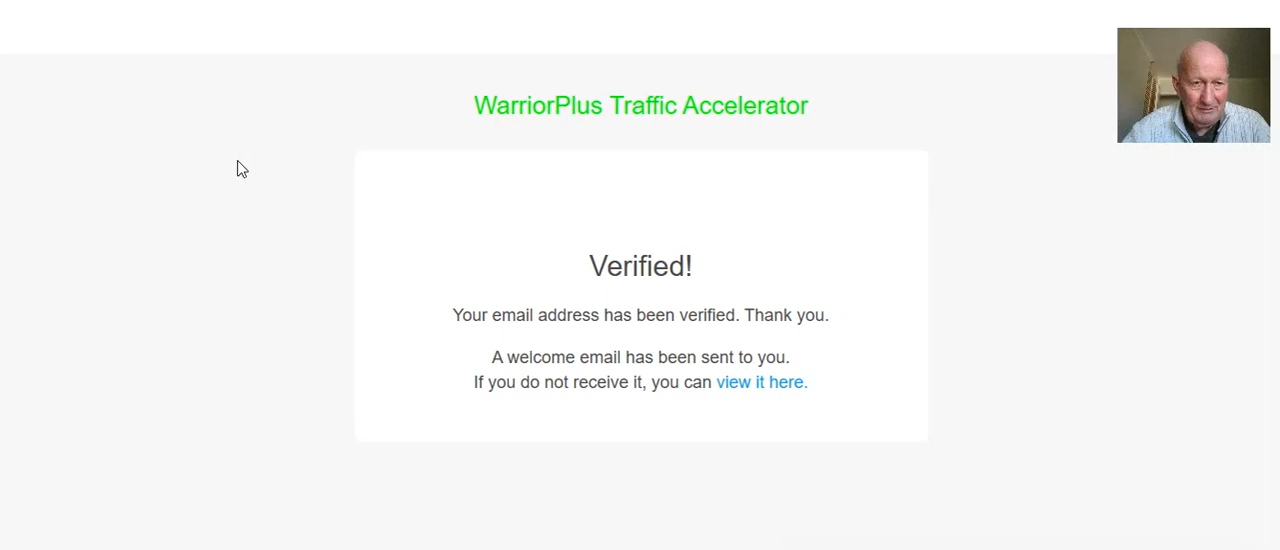 WarriorPlus Traffic Accelerator
Verified!
Your email address has been verified. Thank you.
A welcome email has been sent to you.
If you do not receive it, you can view it here.